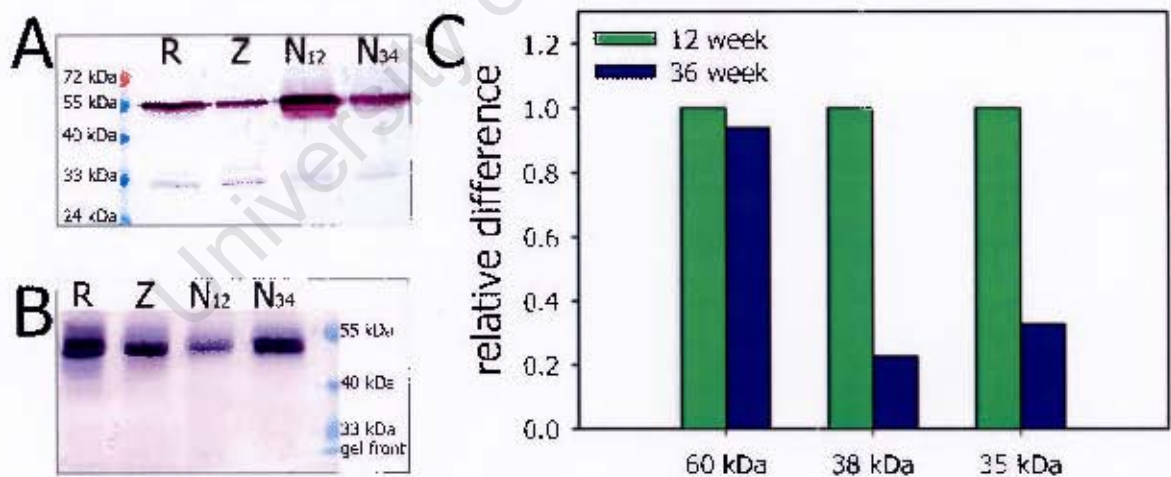 A
R Z N12 N34
72 kDa
55 kDa
40 kDa
33 kDa
24 kDa
B
R Z N12 N34
55 kDa
40 kDa
33 kDa
gel front
C
12 week
36 week
relative difference
1.2
1.0
0.8
0.6
0.4
0.2
0.0
60 kDa 38 kDa 35 kDa
University